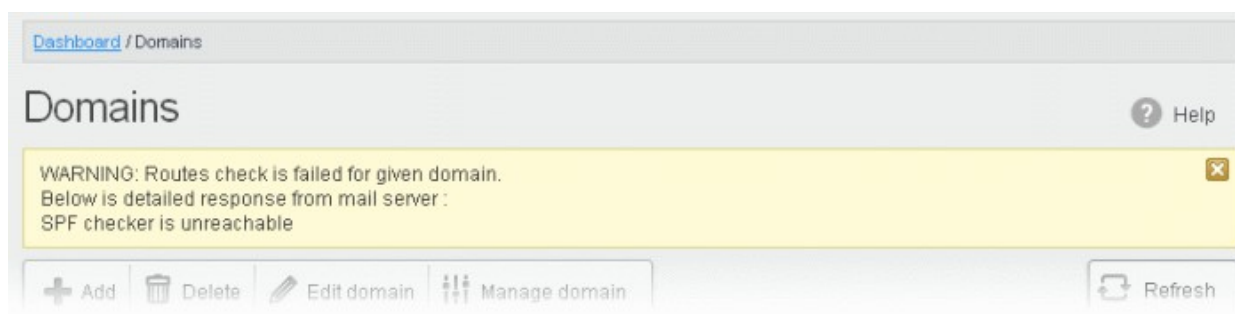 Dashboard / Domains
Domains
Help
WARNING: Routes check is failed for given domain.
Below is detailed response from mail server :
SPF checker is unreachable
Add Delete Edit domain Manage domain Refresh